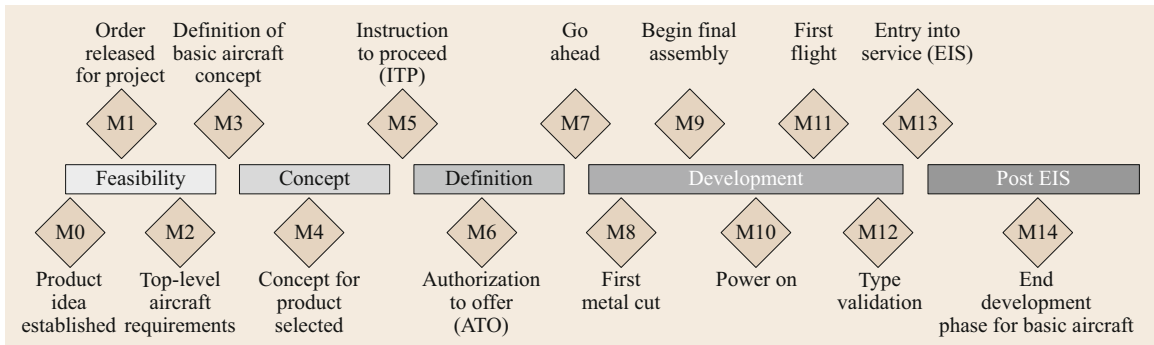 Order
released
for project
Definition of
basic aircraft
concept
Instruction
to proceed
(ITP)
Go
ahead
Begin final
assembly
First
flight
Entry into
service (EIS)
M1
M3
M5
M7
M9
M11
M13
Feasibility
Concept
Definition
Development
Post EIS
M0
M2
M4
M6
M8
M10
M12
M14
Product
idea
established
Top-level
aircraft
requirements
Concept for
product
selected
Authorization
to offer
(ATO)
First
metal cut
Power on
Type
validation
End
development
phase for basic aircraft